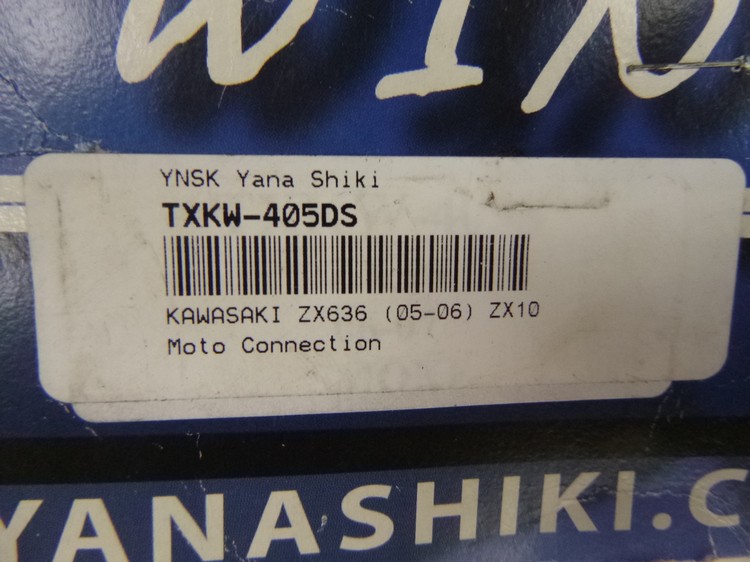 YNSK Yana Shiki
TXKW-405DS
KAWASAKI ZX636 (05-06) ZX10
Moto Connection
YANASHIKI.C